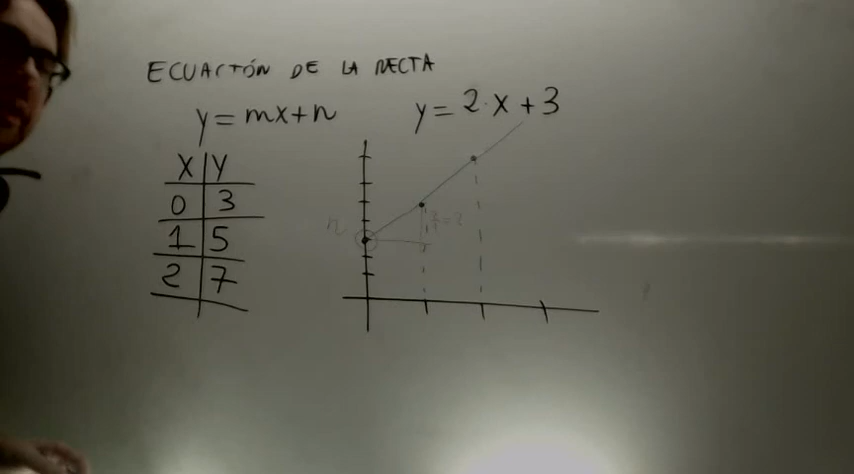 ECUACIÓN DE LA RECTA
y = mx + n
y = 2·x + 3
X | Y
0 | 3
1 | 5
2 | 7
n